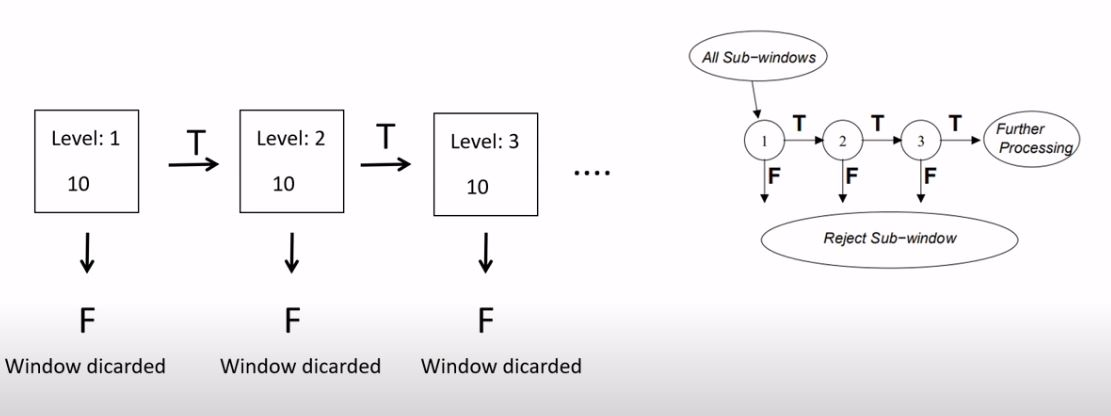 Level: 1
10
T
Level: 2
10
T
Level: 3
10
....
F
F
F
Window dicarded
Window dicarded
Window dicarded
All Sub-windows
1
T
2
T
3
T
Further
Processing
F
F
F
Reject Sub-window